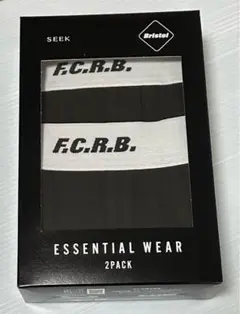 SEEK
Bristol
F.C.R.B.
F.C.R.B.
ESSENTIAL WEAR
2PACK